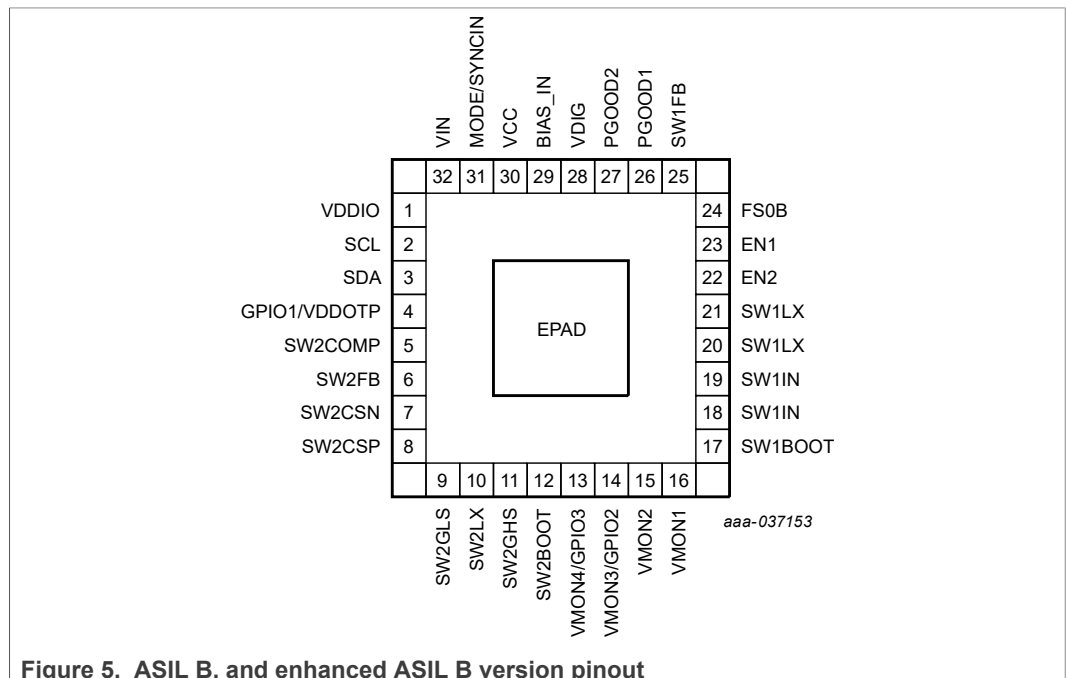 VIN
MODE/SYNCIN
VCC
BIAS_IN
VDIG
PGOOD2
PGOOD1
SW1FB
32 31 30 29 28 27 26 25
VDDIO 1
SCL 2
SDA 3
GPIO1/VDDOTP 4
SW2COMP 5
SW2FB 6
SW2CSN 7
SW2CSP 8
EPAD
24 FS0B
23 EN1
22 EN2
21 SW1LX
20 SW1LX
19 SW1IN
18 SW1IN
17 SW1BOOT
9 10 11 12 13 14 15 16
SW2GLS
SW2LX
SW2GHS
SW2BOOT
VMON4/GPIO3
VMON3/GPIO2
VMON2
VMON1
aaa-037153
Figure 5. ASIL B, and enhanced ASIL B version pinout